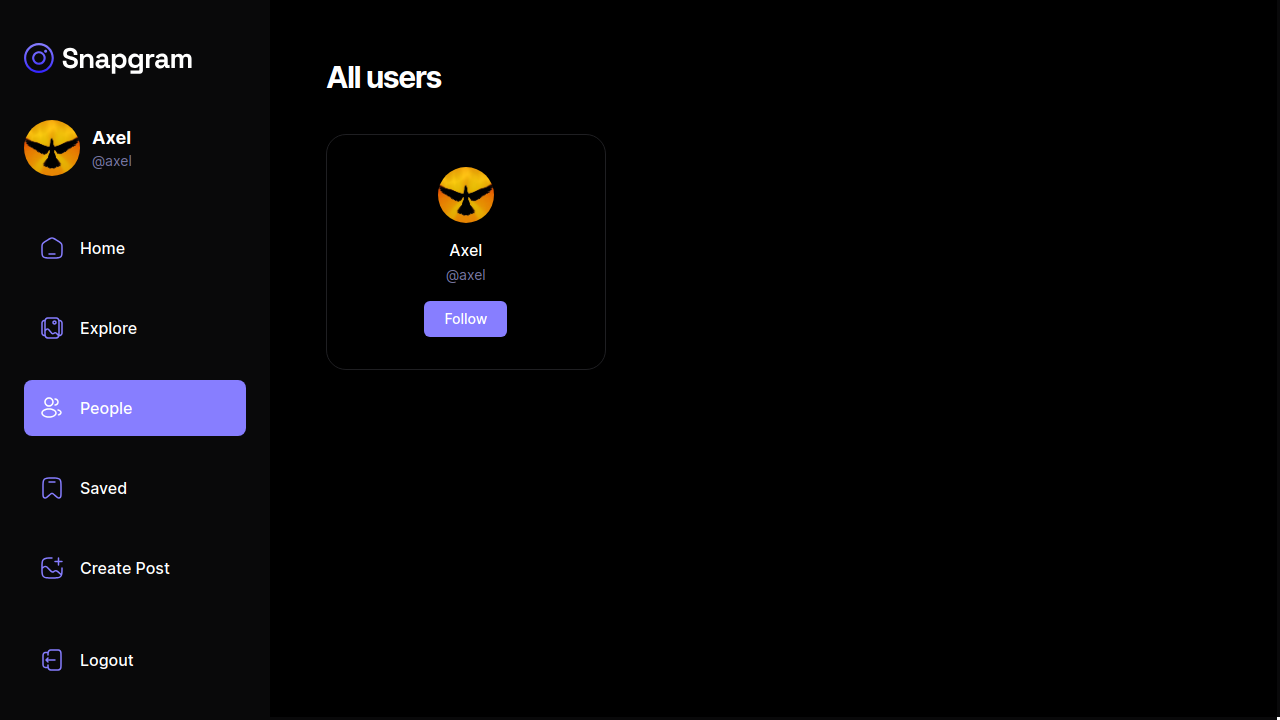 Snapgram
Axel
@axel
Home
Explore
People
Saved
Create Post
Logout
All users
Axel
@axel
Follow